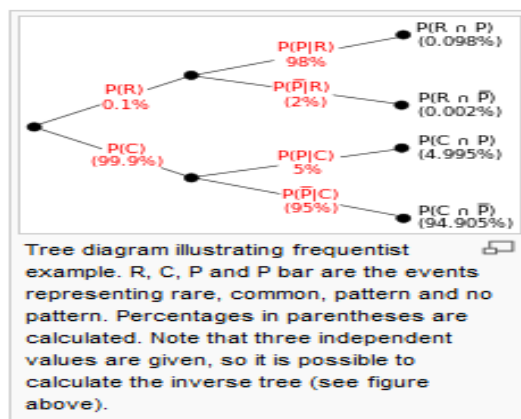 P(R ∩ P)
(0.098%)
P(P|R)
98%
P(R)
0.1%
P(P̅|R)
(2%)
P(R ∩ P̅)
(0.002%)
P(C)
(99.9%)
P(P|C)
5%
P(C ∩ P)
(4.995%)
P(P̅|C)
(95%)
P(C ∩ P̅)
(94.905%)
Tree diagram illustrating frequentist
example. R, C, P and P bar are the events
representing rare, common, pattern and no
pattern. Percentages in parentheses are
calculated. Note that three independent
values are given, so it is possible to
calculate the inverse tree (see figure
above).